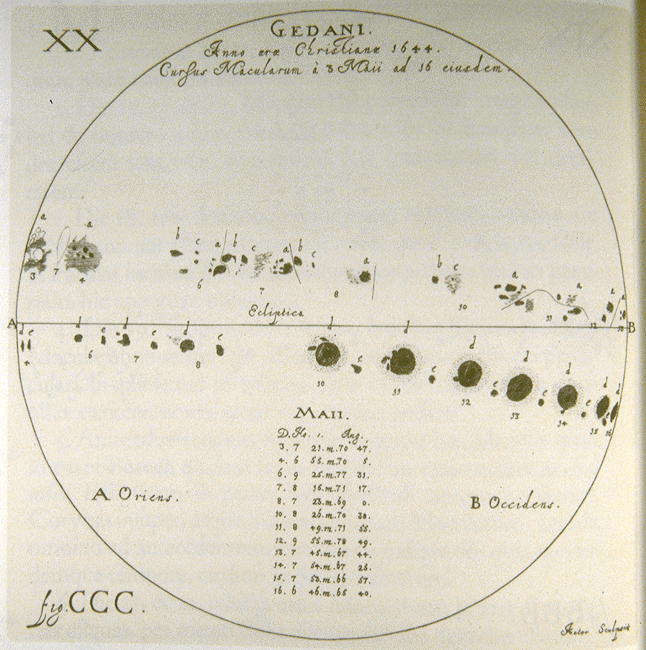 XX
GEDANI.
Anno æræ Christianæ 1644.
Cursus Macularum à 3 Maii ad 16 eiusdem.
a a b c a b c a b c a b c a a
3 7 4 6 7 8 11 12
A Ecliptica B
d e d e d e d e d d e d e d e d e d d
4 6 7 8 10 11 12 13 14 15 16
MAII.
D. Ho. ,. Ang.
3. 7 21. m. 70 47.
4. 6 55. m. 70 5.
6. 9 25. m. 77 31.
7. 8 16. m. 71 17.
8. 7 23. m. 69 0.
10. 8 26. m. 70 38.
11. 8 49. m. 71 55.
12. 9 55. m. 78 49.
13. 7 45. m. 67 44.
14. 7 54. m. 67 25.
15. 7 53. m. 66 57.
16. 6 46. m. 65 40.
A Oriens. B Occidens.
fig. CCC.
Autor Sculpsit